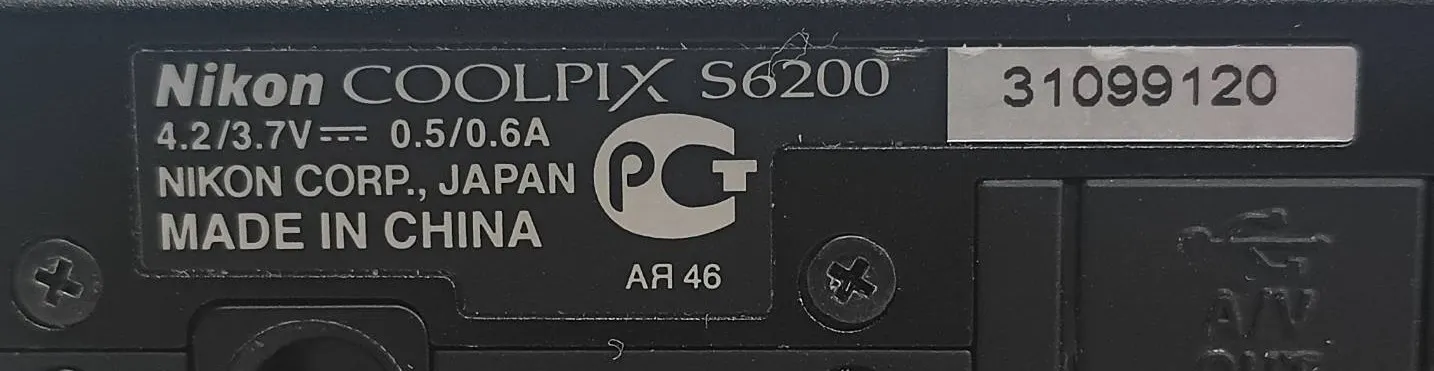 Nikon COOLPIX S6200
31099120
4.2/3.7V⎓ 0.5/0.6A
NIKON CORP., JAPAN
MADE IN CHINA
РСТ
АЯ 46
A/V
OUT